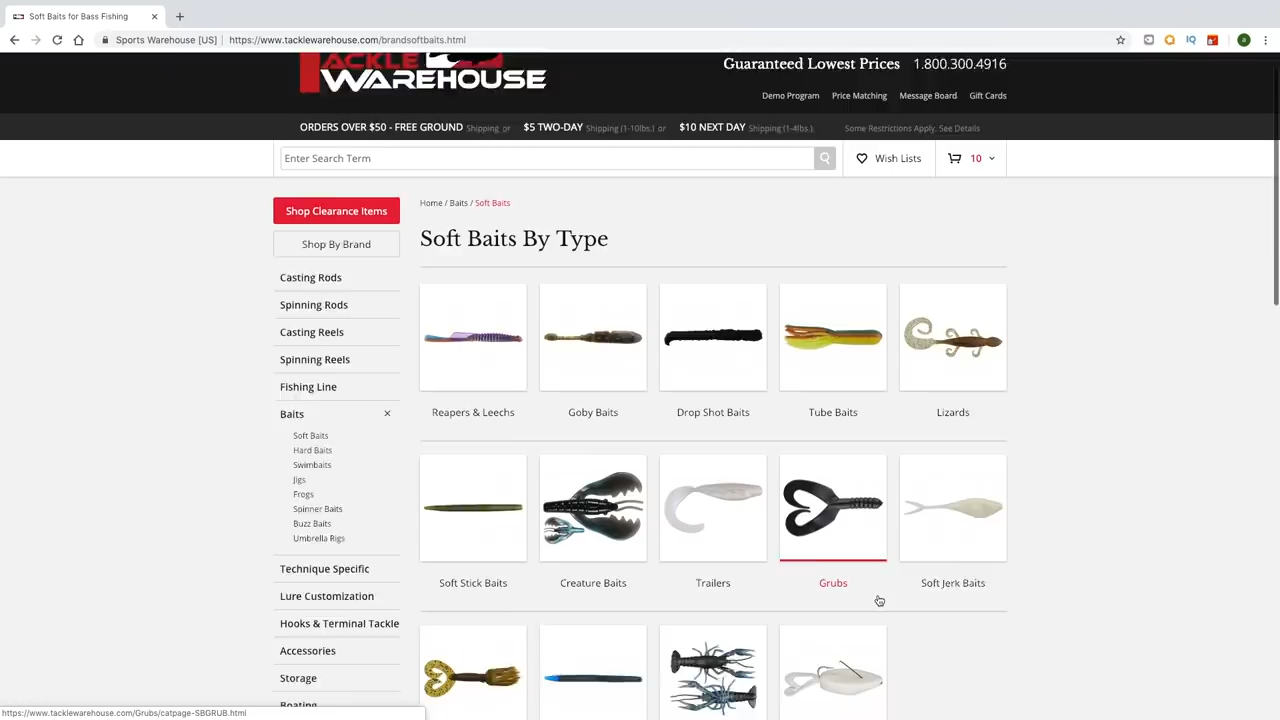 Soft Baits for Bass Fishing
Sports Warehouse [US]
https://www.tacklewarehouse.com/brandsoftbaits.html
TACKLE
WAREHOUSE
Guaranteed Lowest Prices 1.800.300.4916
Demo Program Price Matching Message Board Gift Cards
ORDERS OVER $50 - FREE GROUND Shipping or $5 TWO-DAY Shipping (1-10lbs.) or $10 NEXT DAY Shipping (1-4lbs.). Some Restrictions Apply. See Details
Enter Search Term
Wish Lists
10
Shop Clearance Items
Shop By Brand
Casting Rods
Spinning Rods
Casting Reels
Spinning Reels
Fishing Line
Baits
Soft Baits
Hard Baits
Swimbaits
Jigs
Frogs
Spinner Baits
Buzz Baits
Umbrella Rigs
Technique Specific
Lure Customization
Hooks & Terminal Tackle
Accessories
Storage
Boating
Home / Baits / Soft Baits
Soft Baits By Type
Reapers & Leechs
Goby Baits
Drop Shot Baits
Tube Baits
Lizards
Soft Stick Baits
Creature Baits
Trailers
Grubs
Soft Jerk Baits
https://www.tacklewarehouse.com/Grubs/catpage-SBGRUB.html